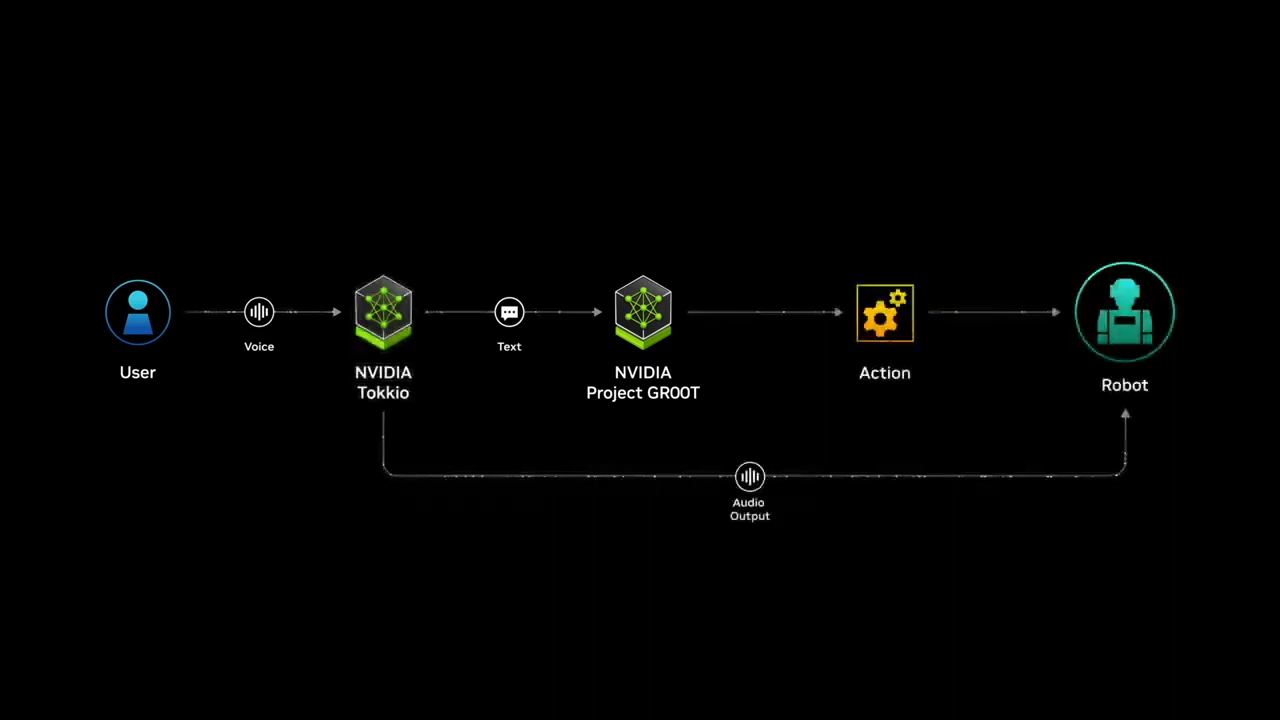 Voice
Text
User
NVIDIA
Tokkio
NVIDIA
Project GR00T
Action
Robot
Audio
Output